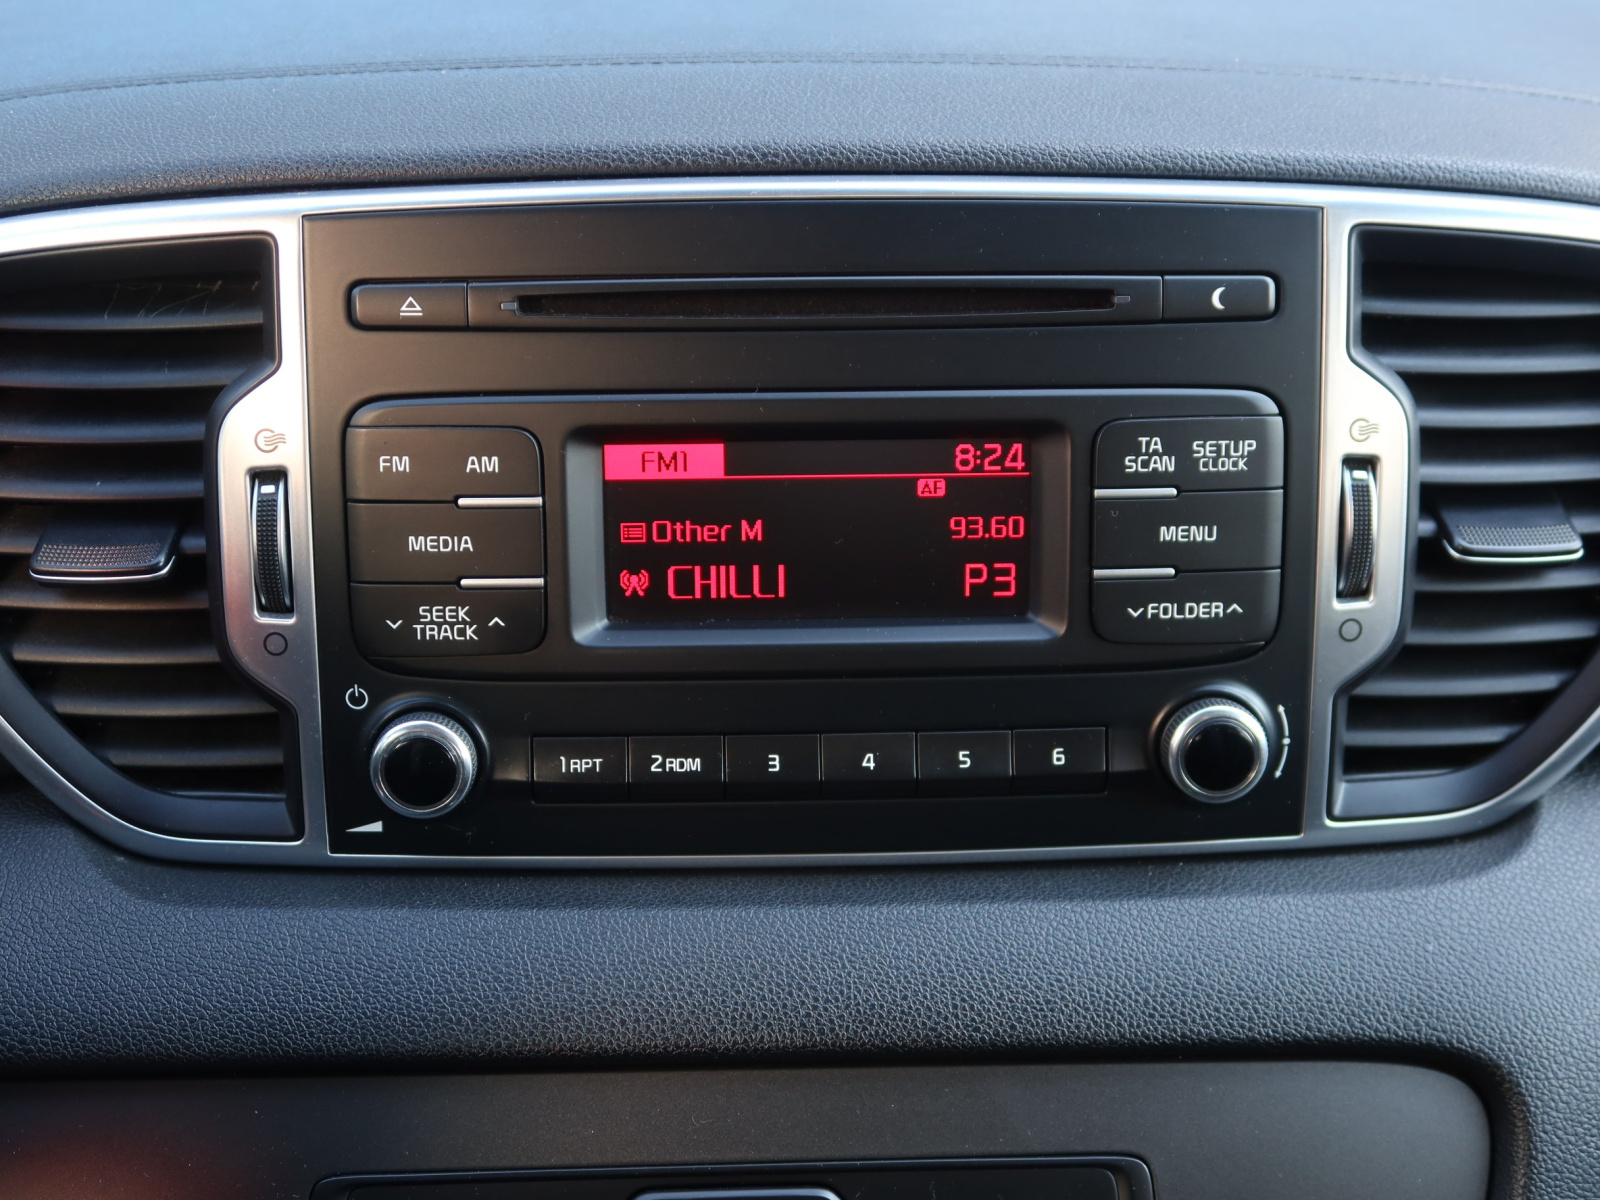 FM AM
MEDIA
SEEK
TRACK
FM1 8:24
AF
Other M 93.60
CHILLI P3
TA
SCAN
SETUP
CLOCK
MENU
FOLDER
1 RPT 2 RDM 3 4 5 6